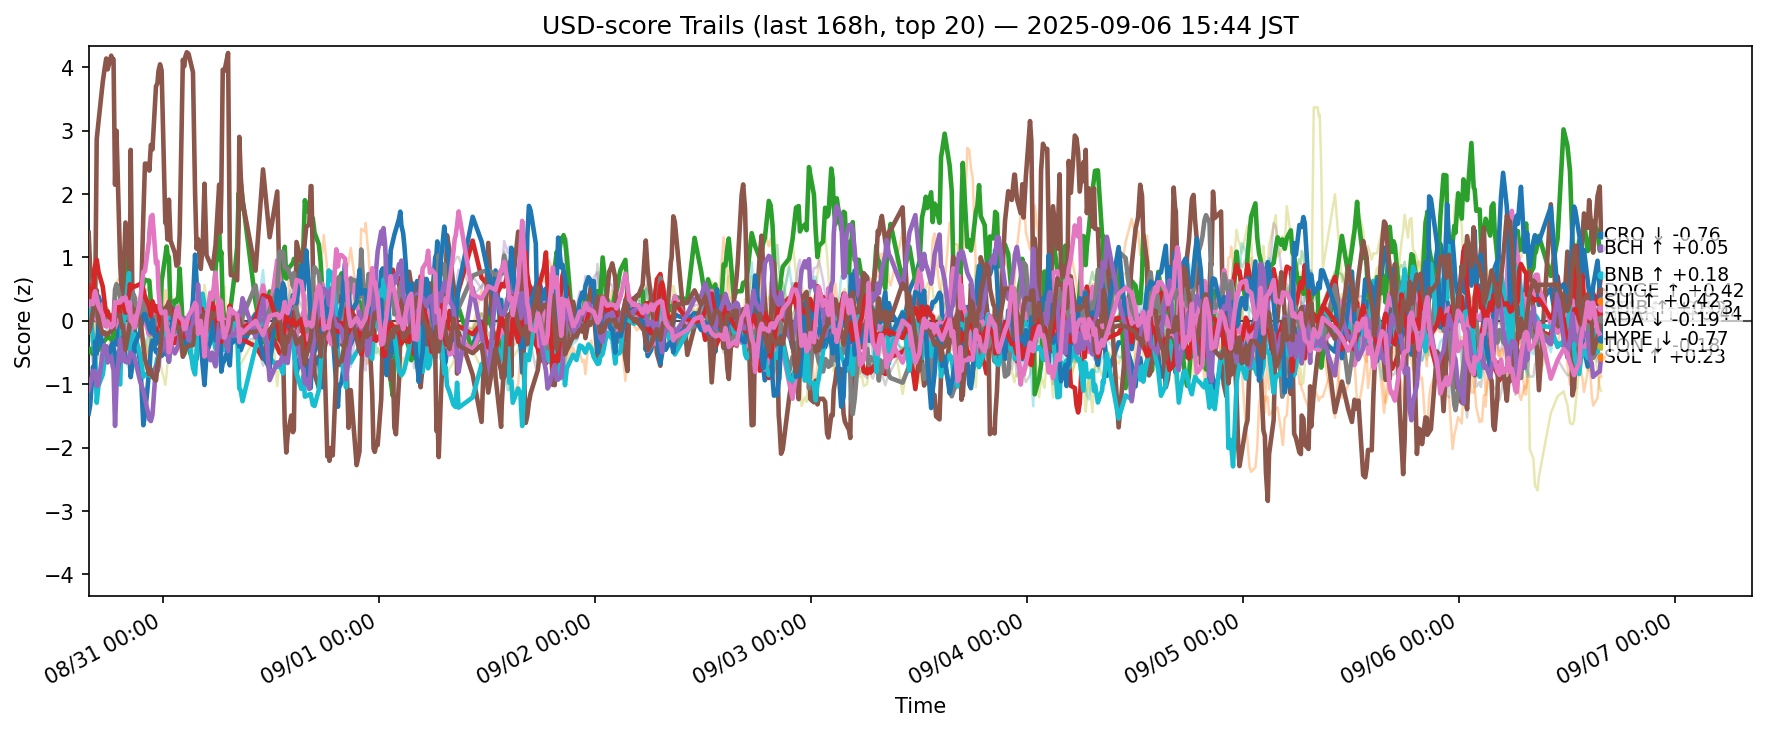 USD-score Trails (last 168h, top 20) — 2025-09-06 15:44 JST
Score (z)
4
3
2
1
0
−1
−2
−3
−4
CRO ↓ -0.76
BCH ↑ +0.05
BNB ↑ +0.18
DOGE ↑ +0.42
SUI ↑ +0.42
ADA ↓ -0.19
HYPE ↓ -0.77
TON ↓ -0.18
SOL ↑ +0.23
08/31 00:00
09/01 00:00
09/02 00:00
09/03 00:00
09/04 00:00
09/05 00:00
09/06 00:00
09/07 00:00
Time